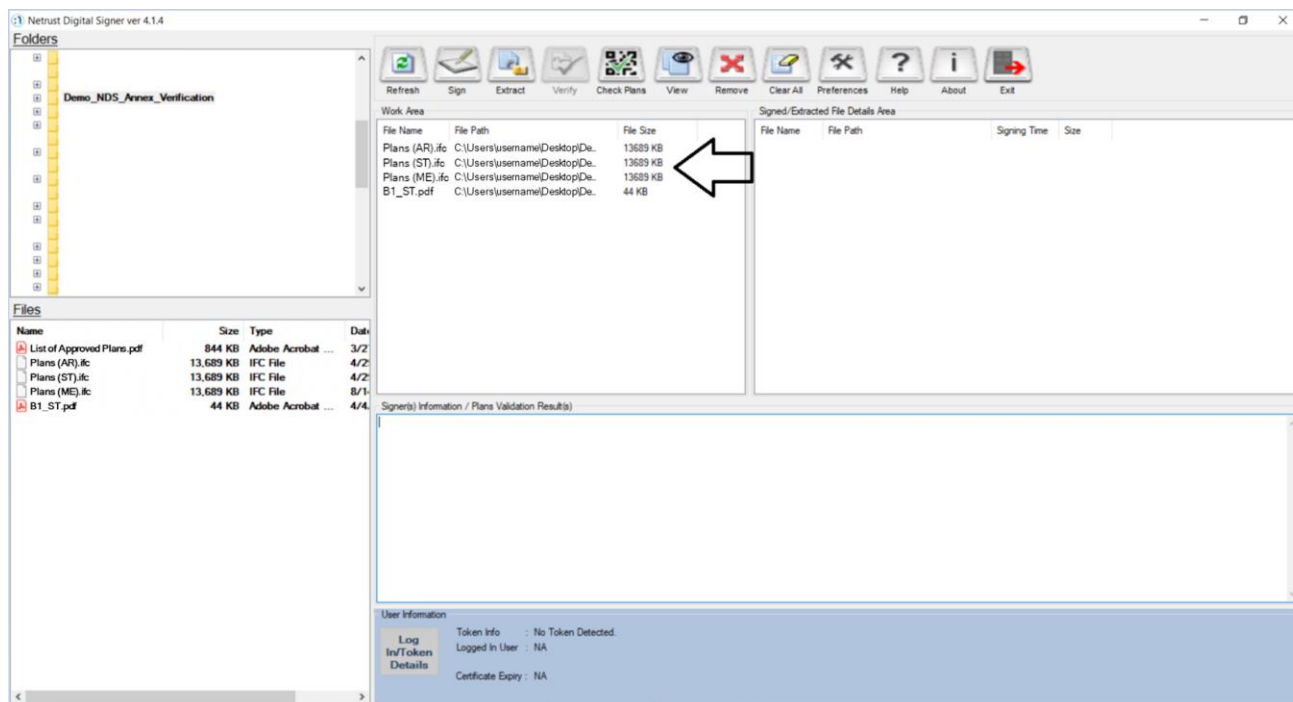 Netrust Digital Signer ver 4.1.4
Folders
Demo_NDS_Annex_Verification
Refresh Sign Extract Verify Check Plans View Remove Clear All Preferences Help About Exit
Work Area
File Name File Path File Size
Plans (AR).ifc C:\Users\username\Desktop\De.. 13689 KB
Plans (ST).ifc C:\Users\username\Desktop\De.. 13689 KB
Plans (ME).ifc C:\Users\username\Desktop\De.. 13689 KB
B1_ST.pdf C:\Users\username\Desktop\De.. 44 KB
Signed/Extracted File Details Area
File Name File Path Signing Time Size
Files
Name Size Type Date
List of Approved Plans.pdf 844 KB Adobe Acrobat ... 3/2
Plans (AR).ifc 13,689 KB IFC File 4/2
Plans (ST).ifc 13,689 KB IFC File 4/2
Plans (ME).ifc 13,689 KB IFC File 8/1
B1_ST.pdf 44 KB Adobe Acrobat ... 4/4
Signer(s) Information / Plans Validation Result(s)
User Information
Log
In/Token
Details
Token Info : No Token Detected.
Logged In User : NA
Certificate Expiry : NA